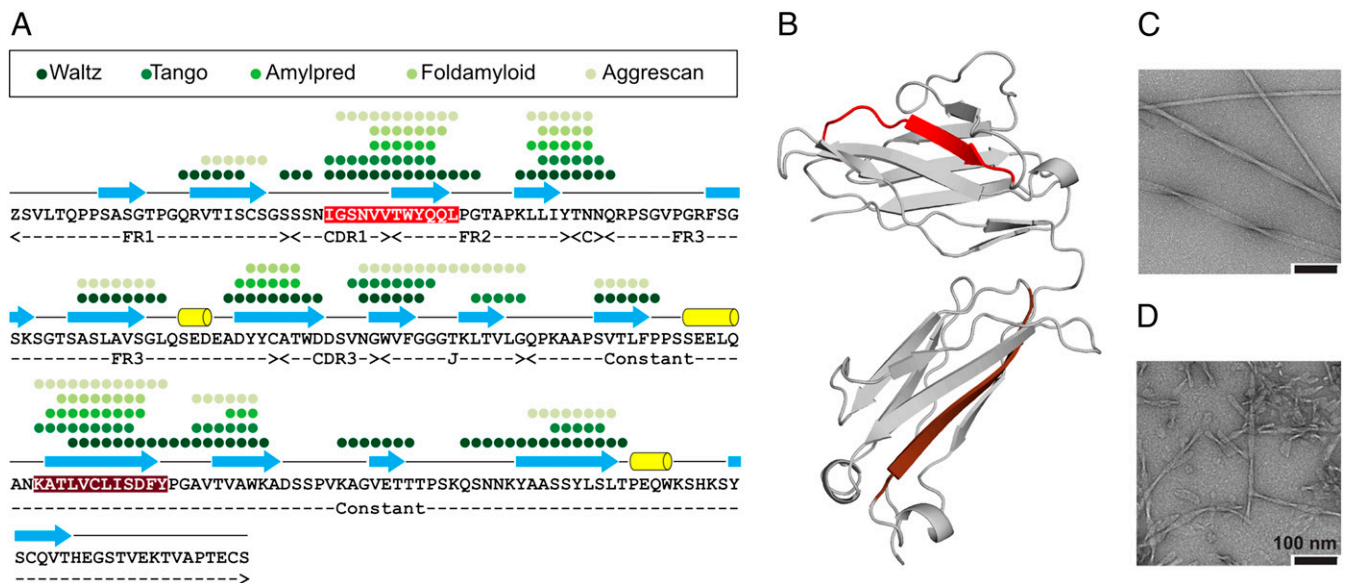 A
B
C
Waltz Tango Amylpred Foldamyloid Aggrescan
ZSVLTQPPSASGTPGQRVTISCSGSSSNIGSNVVTWYQQLPGTAPKLLIYTNNQRPSGVPGRFSG
<--------FR1------------><--CDR1--><-----FR2------><C><-----FR3----
SKSGTSASLAVSGLQSEDEADYYCATWDDSVNGWVFGGGTKLTVLGQPKAAPSVTLFPPSSEELQ
---------FR3------------><--CDR3--><------J-----><------Constant----
ANKATLVCLISDFYPGAVTVAWKADSSPVKAGVETTTPSKQSNNKYAASSYLSLTPEQWKSHKSY
-----------------------------Constant----------------------------
SCQVTHEGSTVEKTVAPTECS
-------------------->
D
100 nm